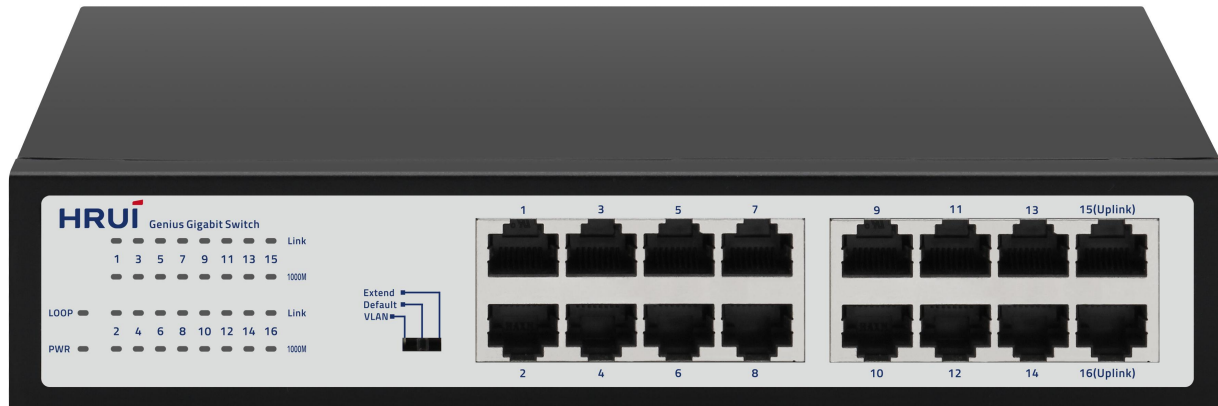 HRUI Genius Gigabit Switch
Link
1 3 5 7 9 11 13 15
1000M
LOOP Link
2 4 6 8 10 12 14 16
PWR 1000M
Extend
Default
VLAN
1 3 5 7 9 11 13 15(Uplink)
2 4 6 8 10 12 14 16(Uplink)